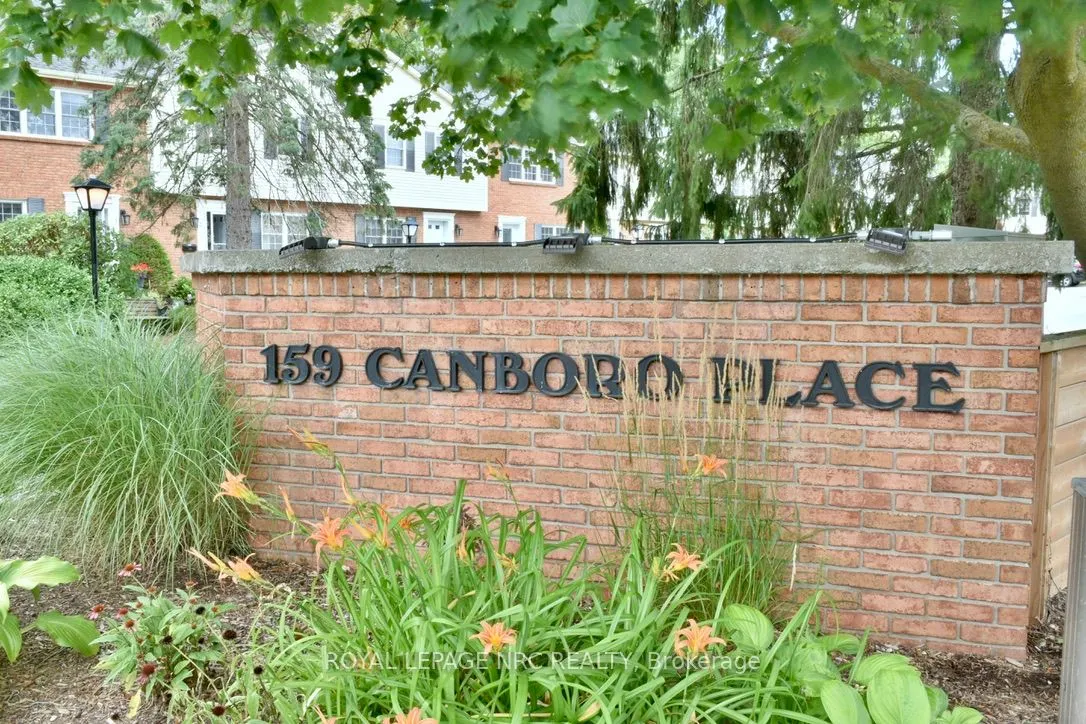 159 CANBORO PLACE
ROYAL LEPAGE NRC REALTY, Brokerage